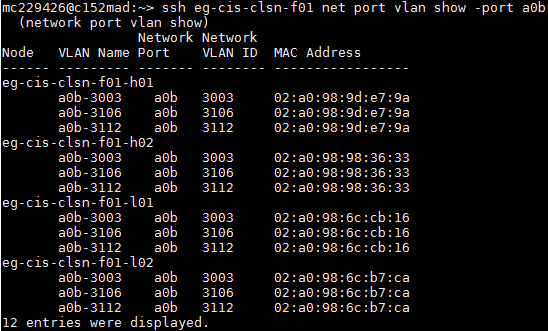 mc229426@c152mad:~> ssh eg-cis-clsn-f01 net port vlan show -port a0b
  (network port vlan show)
                 Network Network
Node   VLAN Name Port    VLAN ID  MAC Address
------ --------- ------- -------- -----------------
eg-cis-clsn-f01-h01
       a0b-3003    a0b   3003     02:a0:98:9d:e7:9a
       a0b-3106    a0b   3106     02:a0:98:9d:e7:9a
       a0b-3112    a0b   3112     02:a0:98:9d:e7:9a
eg-cis-clsn-f01-h02
       a0b-3003    a0b   3003     02:a0:98:98:36:33
       a0b-3106    a0b   3106     02:a0:98:98:36:33
       a0b-3112    a0b   3112     02:a0:98:98:36:33
eg-cis-clsn-f01-l01
       a0b-3003    a0b   3003     02:a0:98:6c:cb:16
       a0b-3106    a0b   3106     02:a0:98:6c:cb:16
       a0b-3112    a0b   3112     02:a0:98:6c:cb:16
eg-cis-clsn-f01-l02
       a0b-3003    a0b   3003     02:a0:98:6c:b7:ca
       a0b-3106    a0b   3106     02:a0:98:6c:b7:ca
       a0b-3112    a0b   3112     02:a0:98:6c:b7:ca
12 entries were displayed.